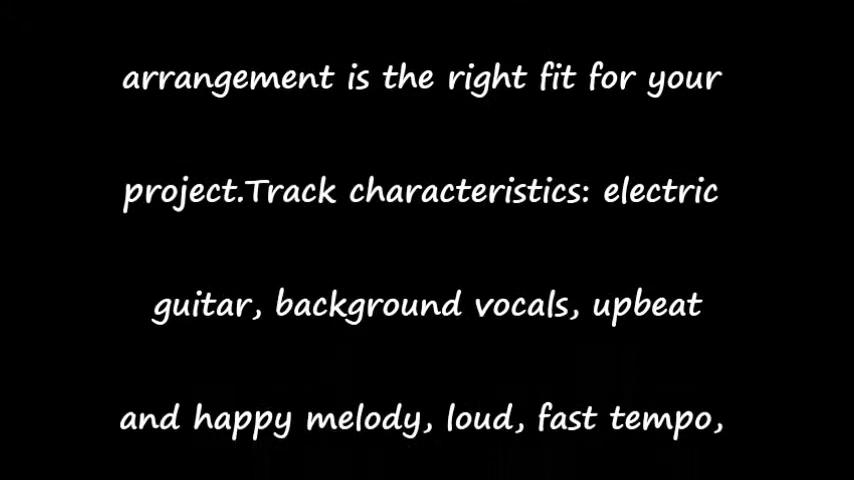 arrangement is the right fit for your
project.Track characteristics: electric
guitar, background vocals, upbeat
and happy melody, loud, fast tempo,